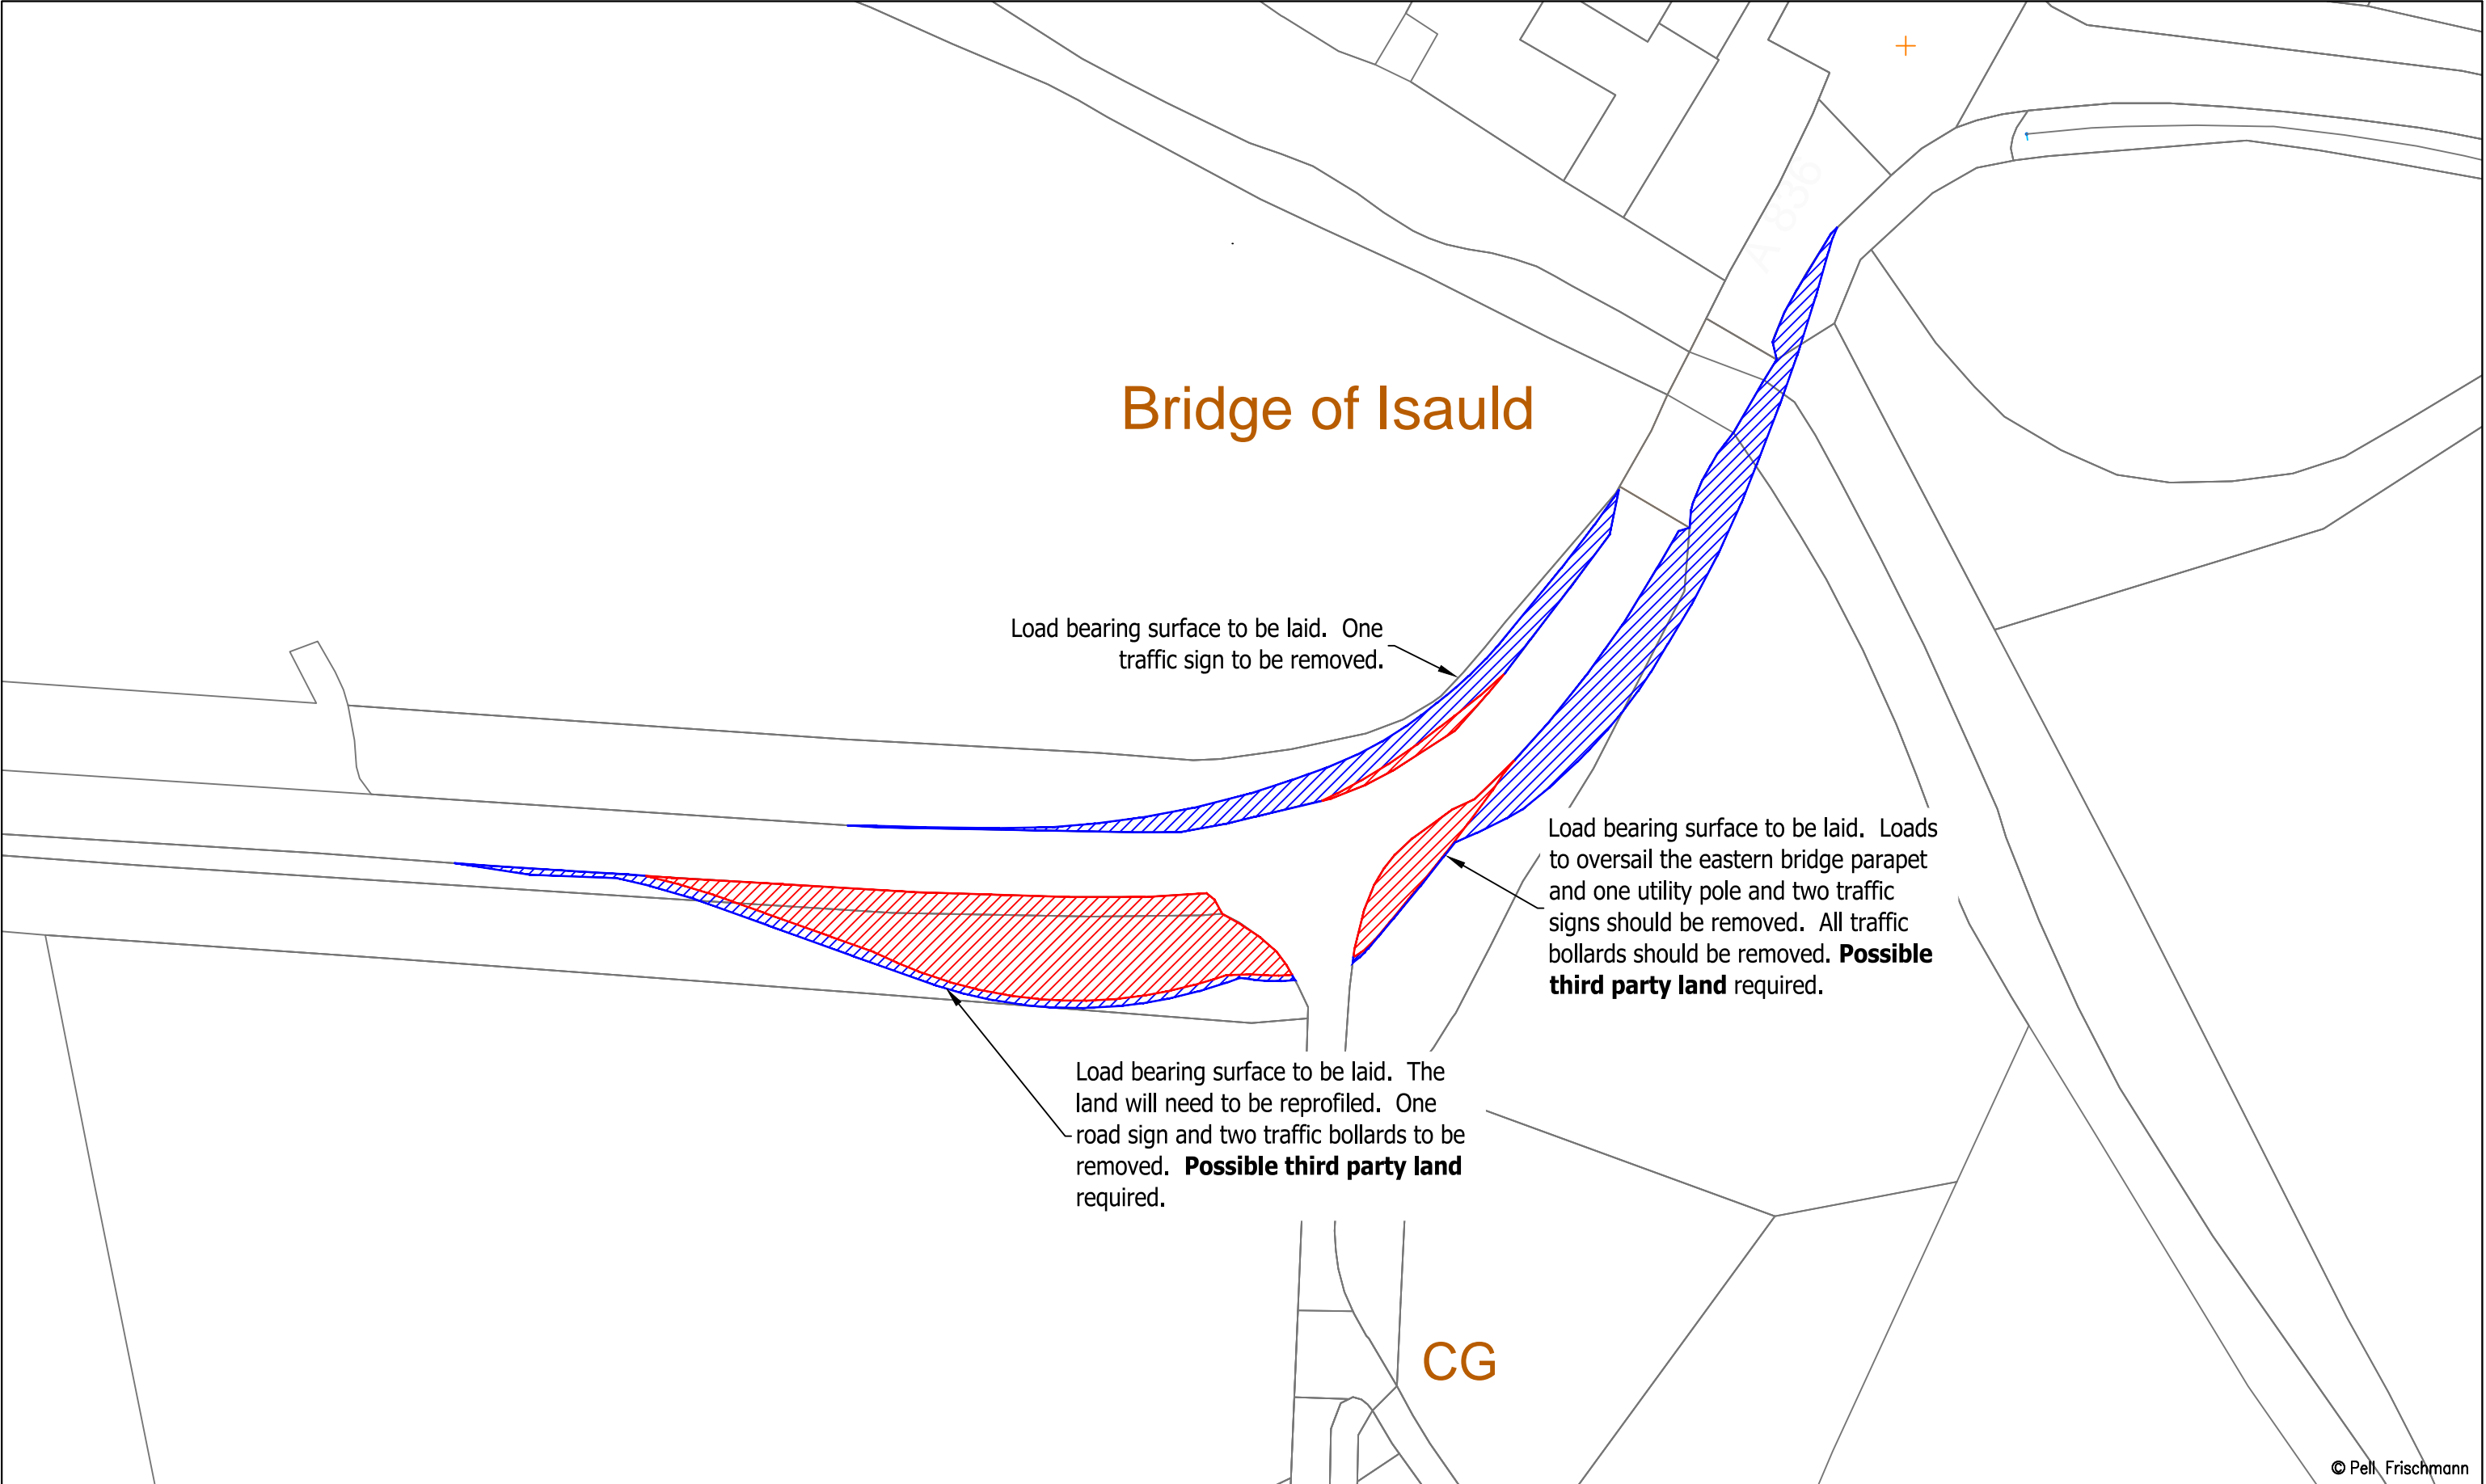 A 836
Bridge of Isauld
Load bearing surface to be laid. One
traffic sign to be removed.
Load bearing surface to be laid. Loads
to oversail the eastern bridge parapet
and one utility pole and two traffic
signs should be removed. All traffic
bollards should be removed. Possible
third party land required.
Load bearing surface to be laid. The
land will need to be reprofiled. One
road sign and two traffic bollards to be
removed. Possible third party land
required.
CG
© Pell Frischmann